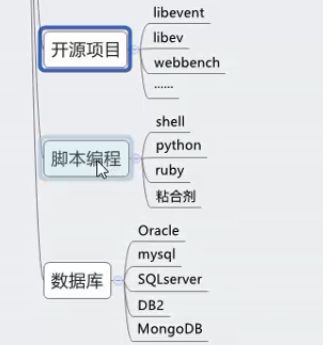 开源项目
libevent
libev
webbench
......
脚本编程
shell
python
ruby
粘合剂
数据库
Oracle
mysql
SQLserver
DB2
MongoDB